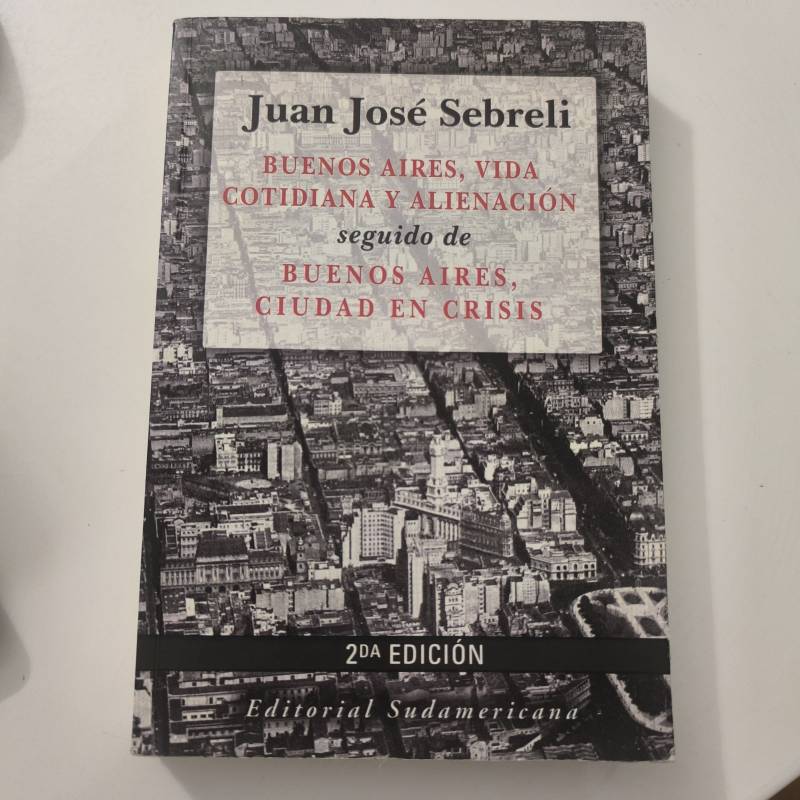 Juan José Sebreli
BUENOS AIRES, VIDA
COTIDIANA Y ALIENACIÓN
seguido de
BUENOS AIRES,
CIUDAD EN CRISIS
2DA EDICIÓN
Editorial Sudamericana